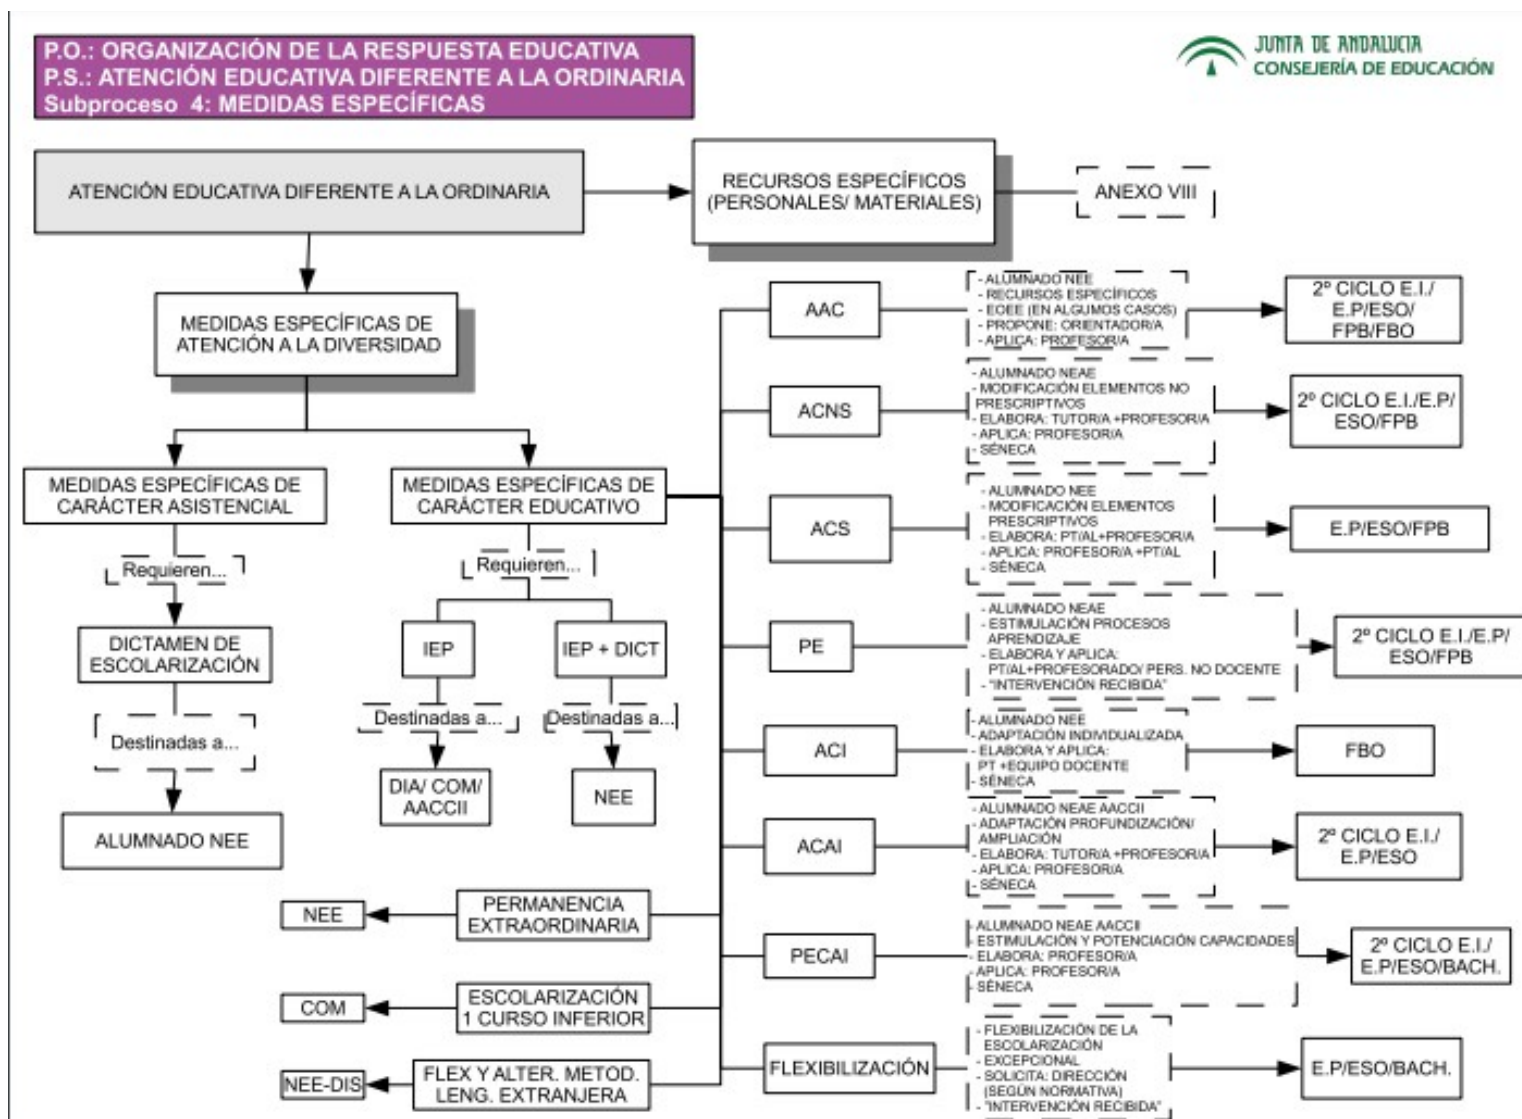 P.O.: ORGANIZACIÓN DE LA RESPUESTA EDUCATIVA
P.S.: ATENCIÓN EDUCATIVA DIFERENTE A LA ORDINARIA
Subproceso 4: MEDIDAS ESPECÍFICAS
JUNTA DE ANDALUCIA
CONSEJERÍA DE EDUCACIÓN
ATENCIÓN EDUCATIVA DIFERENTE A LA ORDINARIA
RECURSOS ESPECÍFICOS
(PERSONALES/ MATERIALES)
ANEXO VIII
MEDIDAS ESPECÍFICAS DE
ATENCIÓN A LA DIVERSIDAD
MEDIDAS ESPECÍFICAS DE
CARÁCTER ASISTENCIAL
Requieren...
DICTAMEN DE
ESCOLARIZACIÓN
Destinadas a...
ALUMNADO NEE
MEDIDAS ESPECÍFICAS DE
CARÁCTER EDUCATIVO
Requieren...
IEP
IEP + DICT
Destinadas a...
Destinadas a...
DIA/ COM/
AACCII
NEE
NEE
PERMANENCIA
EXTRAORDINARIA
COM
ESCOLARIZACIÓN
1 CURSO INFERIOR
NEE-DIS
FLEX Y ALTER. METOD.
LENG. EXTRANJERA
AAC
- ALUMNADO NEE
- RECURSOS ESPECÍFICOS
- EOEE (EN ALGUMOS CASOS)
- PROPONE: ORIENTADOR/A
- APLICA: PROFESOR/A
2º CICLO E.I./
E.P/ESO/
FPB/FBO
ACNS
- ALUMNADO NEAE
- MODIFICACIÓN ELEMENTOS NO
PRESCRIPTIVOS
- ELABORA: TUTOR/A +PROFESOR/A
- APLICA: PROFESOR/A
- SÉNECA
2º CICLO E.I./E.P/
ESO/FPB
ACS
- ALUMNADO NEE
- MODIFICACIÓN ELEMENTOS
PRESCRIPTIVOS
- ELABORA: PT/AL+PROFESOR/A
- APLICA: PROFESOR/A +PT/AL
- SÉNECA
E.P/ESO/FPB
PE
- ALUMNADO NEAE
- ESTIMULACIÓN PROCESOS
APRENDIZAJE
- ELABORA Y APLICA:
PT/AL+PROFESORADO/ PERS. NO DOCENTE
- "INTERVENCIÓN RECIBIDA"
2º CICLO E.I./E.P/
ESO/FPB
ACI
- ALUMNADO NEE
- ADAPTACIÓN INDIVIDUALIZADA
- ELABORA Y APLICA:
PT +EQUIPO DOCENTE
- SÉNECA
FBO
ACAI
- ALUMNADO NEAE AACCII
- ADAPTACIÓN PROFUNDIZACIÓN/
AMPLIACIÓN
- ELABORA: TUTOR/A +PROFESOR/A
- APLICA: PROFESOR/A
- SÉNECA
2º CICLO E.I./
E.P/ESO
PECAI
- ALUMNADO NEAE AACCII
- ESTIMULACIÓN Y POTENCIACIÓN CAPACIDADES
- ELABORA: PROFESOR/A
APLICA: PROFESOR/A
- SÉNECA
2º CICLO E.I./
E.P/ESO/BACH.
FLEXIBILIZACIÓN
- FLEXIBILIZACIÓN DE LA
ESCOLARIZACIÓN
- EXCEPCIONAL
- SOLICITA: DIRECCIÓN
(SEGÚN NORMATIVA)
- "INTERVENCIÓN RECIBIDA"
E.P/ESO/BACH.